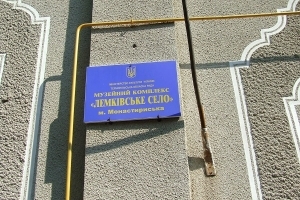 МУЗЕЙНИЙ КОМПЛЕКС
«ЛЕМКІВСЬКЕ СЕЛО»
м. Монастириська